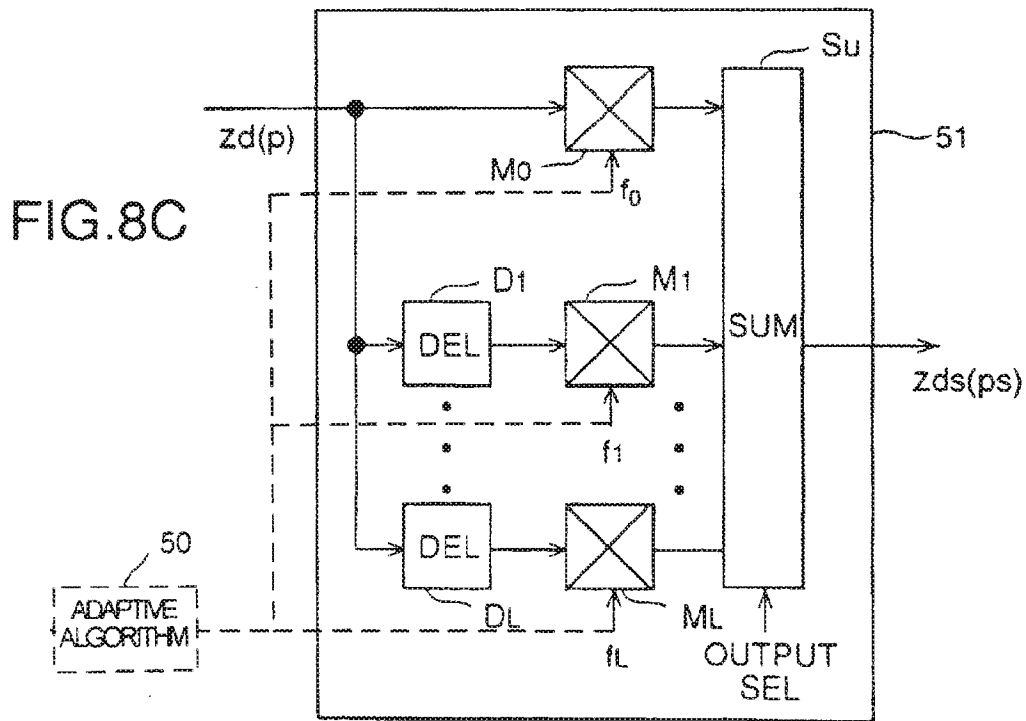 Su
zd(p)
51
M0
f0
FIG.8C
D1
M1
DEL
SUM
zds(ps)
f1
50
DEL
ADAPTIVE
ALGORITHM
DL
ML
fL
OUTPUT
SEL